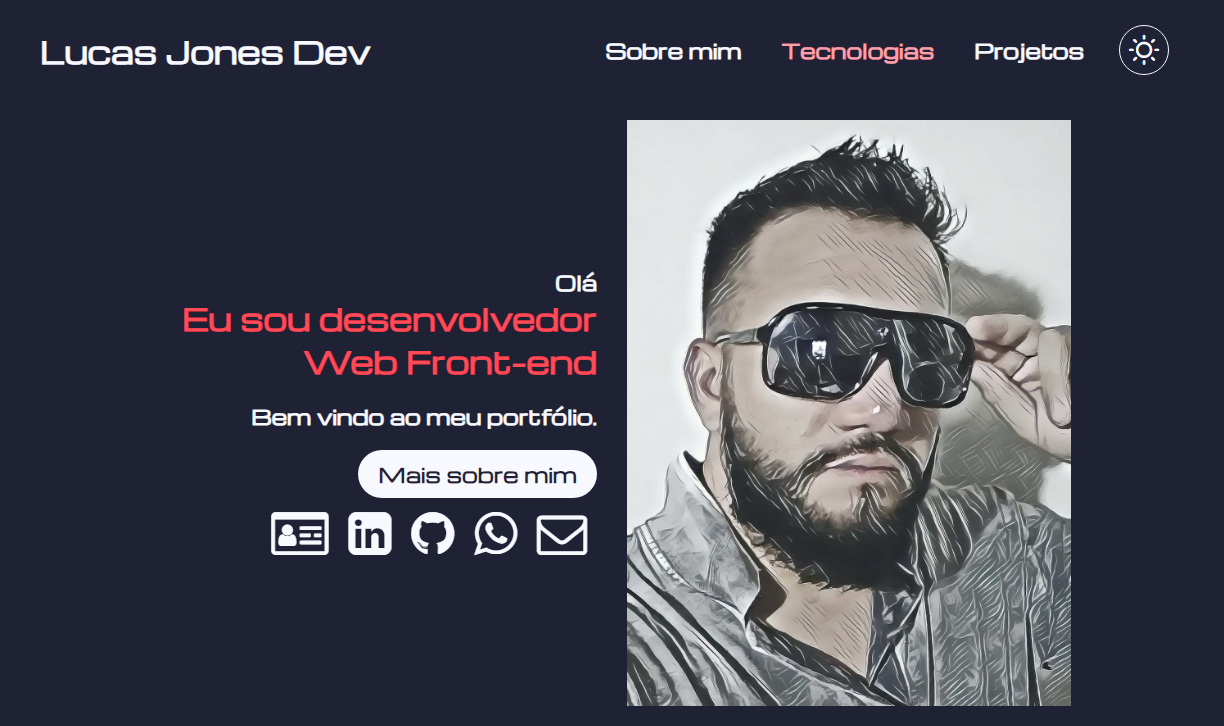 Lucas Jones Dev
Sobre mim
Tecnologias
Projetos
Olá
Eu sou desenvolvedor
Web Front-end
Bem vindo ao meu portfólio.
Mais sobre mim